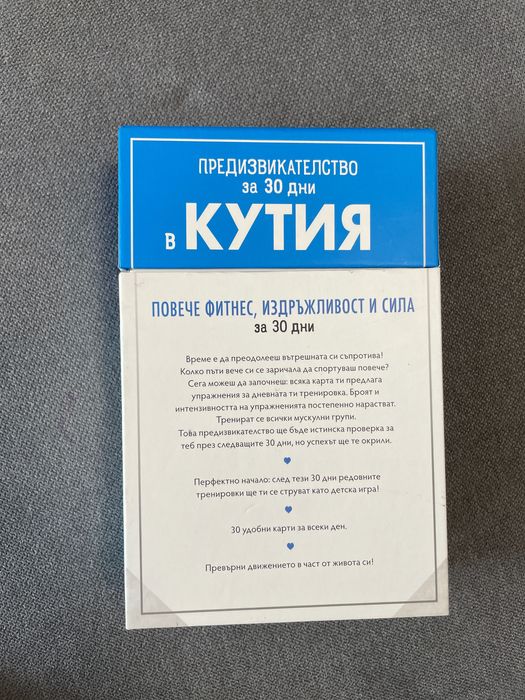 ПРЕДИЗВИКАТЕЛСТВО
за 30 дни
в КУТИЯ
ПОВЕЧЕ ФИТНЕС, ИЗДРЪЖЛИВОСТ И СИЛА
за 30 дни
Време е да преодолееш вътрешната си съпротива!
Колко пъти вече си се заричала да спортуваш повече?
Сега можеш да започнеш: всяка карта ти предлага
упражнения за дневната ти тренировка. Броят и
интензивността на упражненията постепенно нарастват.
Тренират се всички мускулни групи.
Това предизвикателство ще бъде истинска проверка за
теб през следващите 30 дни, но успехът ще те окрили.
Перфектно начало: след тези 30 дни редовните
тренировки ще ти се струват като детска игра!
30 удобни карти за всеки ден.
Превърни движението в част от живота си!